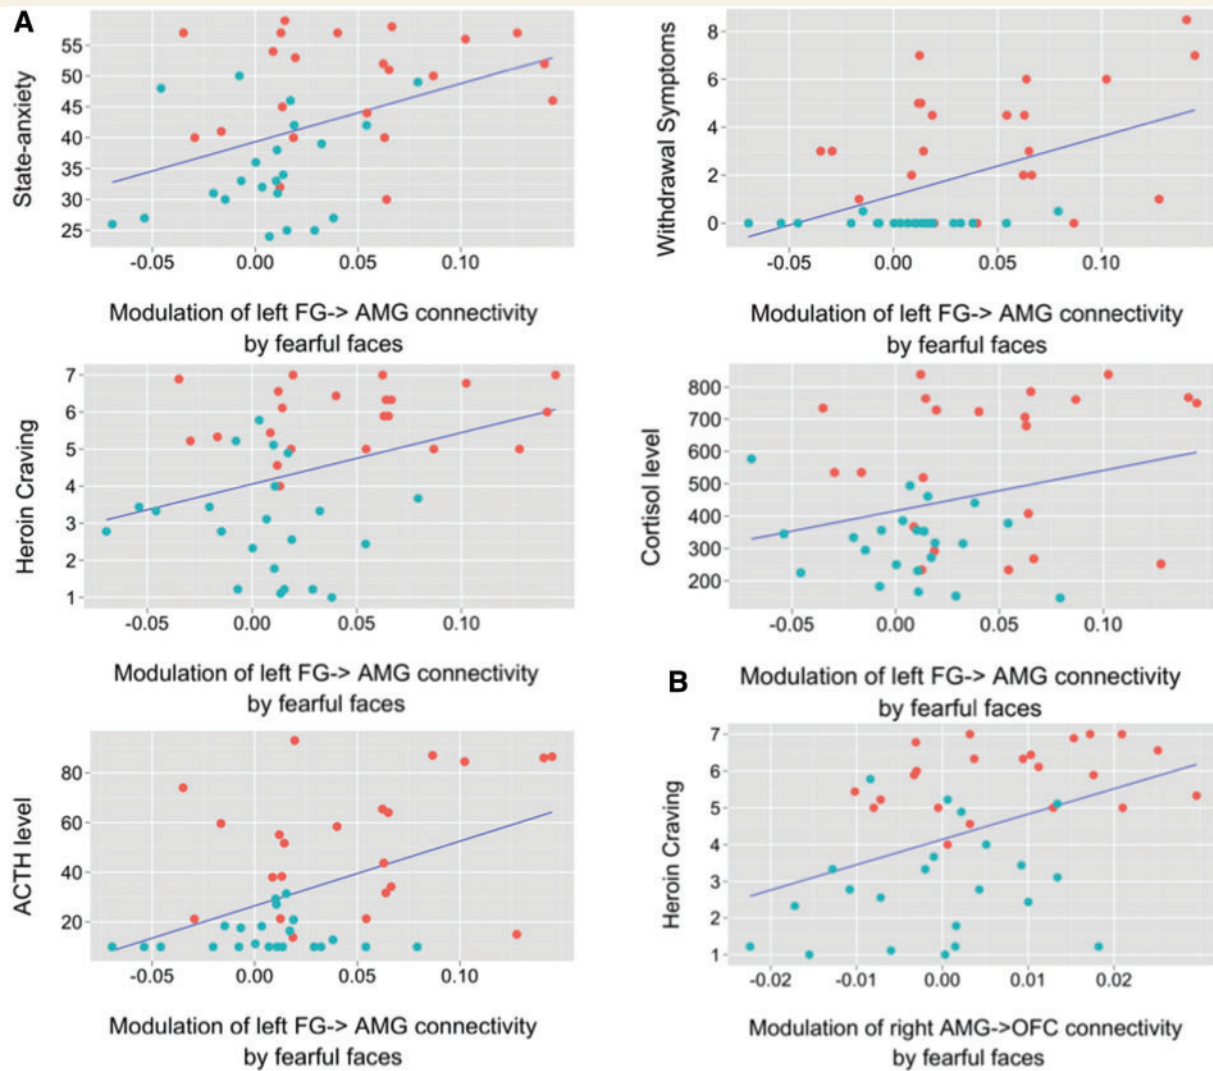 A
State-anxiety
55
50
45
40
35
30
25
-0.05 0.00 0.05 0.10
Modulation of left FG-> AMG connectivity
by fearful faces
Withdrawal Symptoms
8
6
4
2
0
-0.05 0.00 0.05 0.10
Modulation of left FG-> AMG connectivity
by fearful faces
Heroin Craving
7
6
5
4
3
2
1
-0.05 0.00 0.05 0.10
Modulation of left FG-> AMG connectivity
by fearful faces
Cortisol level
800
700
600
500
400
300
200
-0.05 0.00 0.05 0.10
Modulation of left FG-> AMG connectivity
by fearful faces
ACTH level
80
60
40
20
-0.05 0.00 0.05 0.10
Modulation of left FG-> AMG connectivity
by fearful faces
B
Heroin Craving
7
6
5
4
3
2
1
-0.02 -0.01 0.00 0.01 0.02
Modulation of right AMG->OFC connectivity
by fearful faces